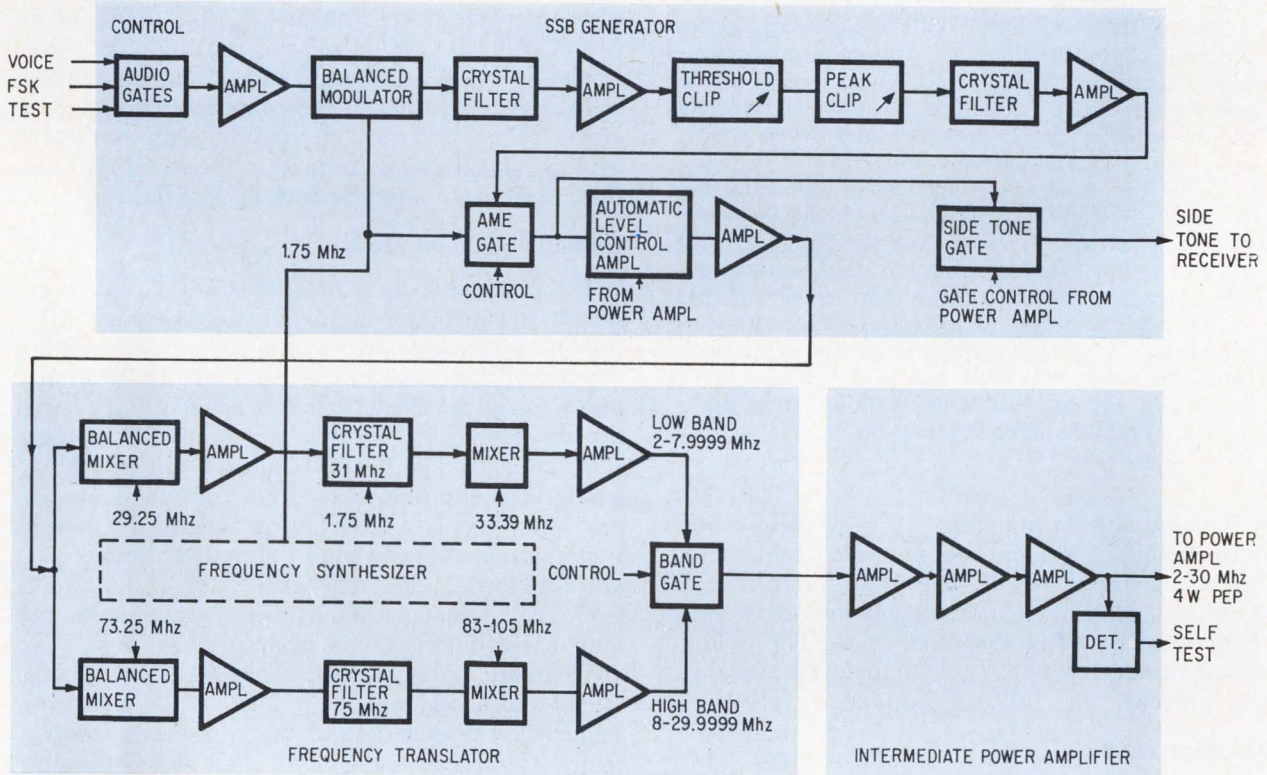 CONTROL
SSB GENERATOR
VOICE
FSK
TEST
AUDIO
GATES
AMPL
BALANCED
MODULATOR
CRYSTAL
FILTER
AMPL
THRESHOLD
CLIP
PEAK
CLIP
CRYSTAL
FILTER
AMPL
1.75 Mhz
AME
GATE
CONTROL
AUTOMATIC
LEVEL
CONTROL
AMPL
FROM
POWER AMPL
AMPL
SIDE TONE
GATE
GATE CONTROL FROM
POWER AMPL
SIDE
TONE TO
RECEIVER
BALANCED
MIXER
AMPL
CRYSTAL
FILTER
31 Mhz
MIXER
AMPL
LOW BAND
2-7.9999 Mhz
29.25 Mhz
1.75 Mhz
33.39 Mhz
FREQUENCY SYNTHESIZER
CONTROL
BAND
GATE
73.25 Mhz
83-105 Mhz
BALANCED
MIXER
AMPL
CRYSTAL
FILTER
75 Mhz
MIXER
AMPL
HIGH BAND
8-29.9999 Mhz
FREQUENCY TRANSLATOR
AMPL
AMPL
AMPL
TO POWER
AMPL
2-30 Mhz
4W PEP
DET.
SELF
TEST
INTERMEDIATE POWER AMPLIFIER